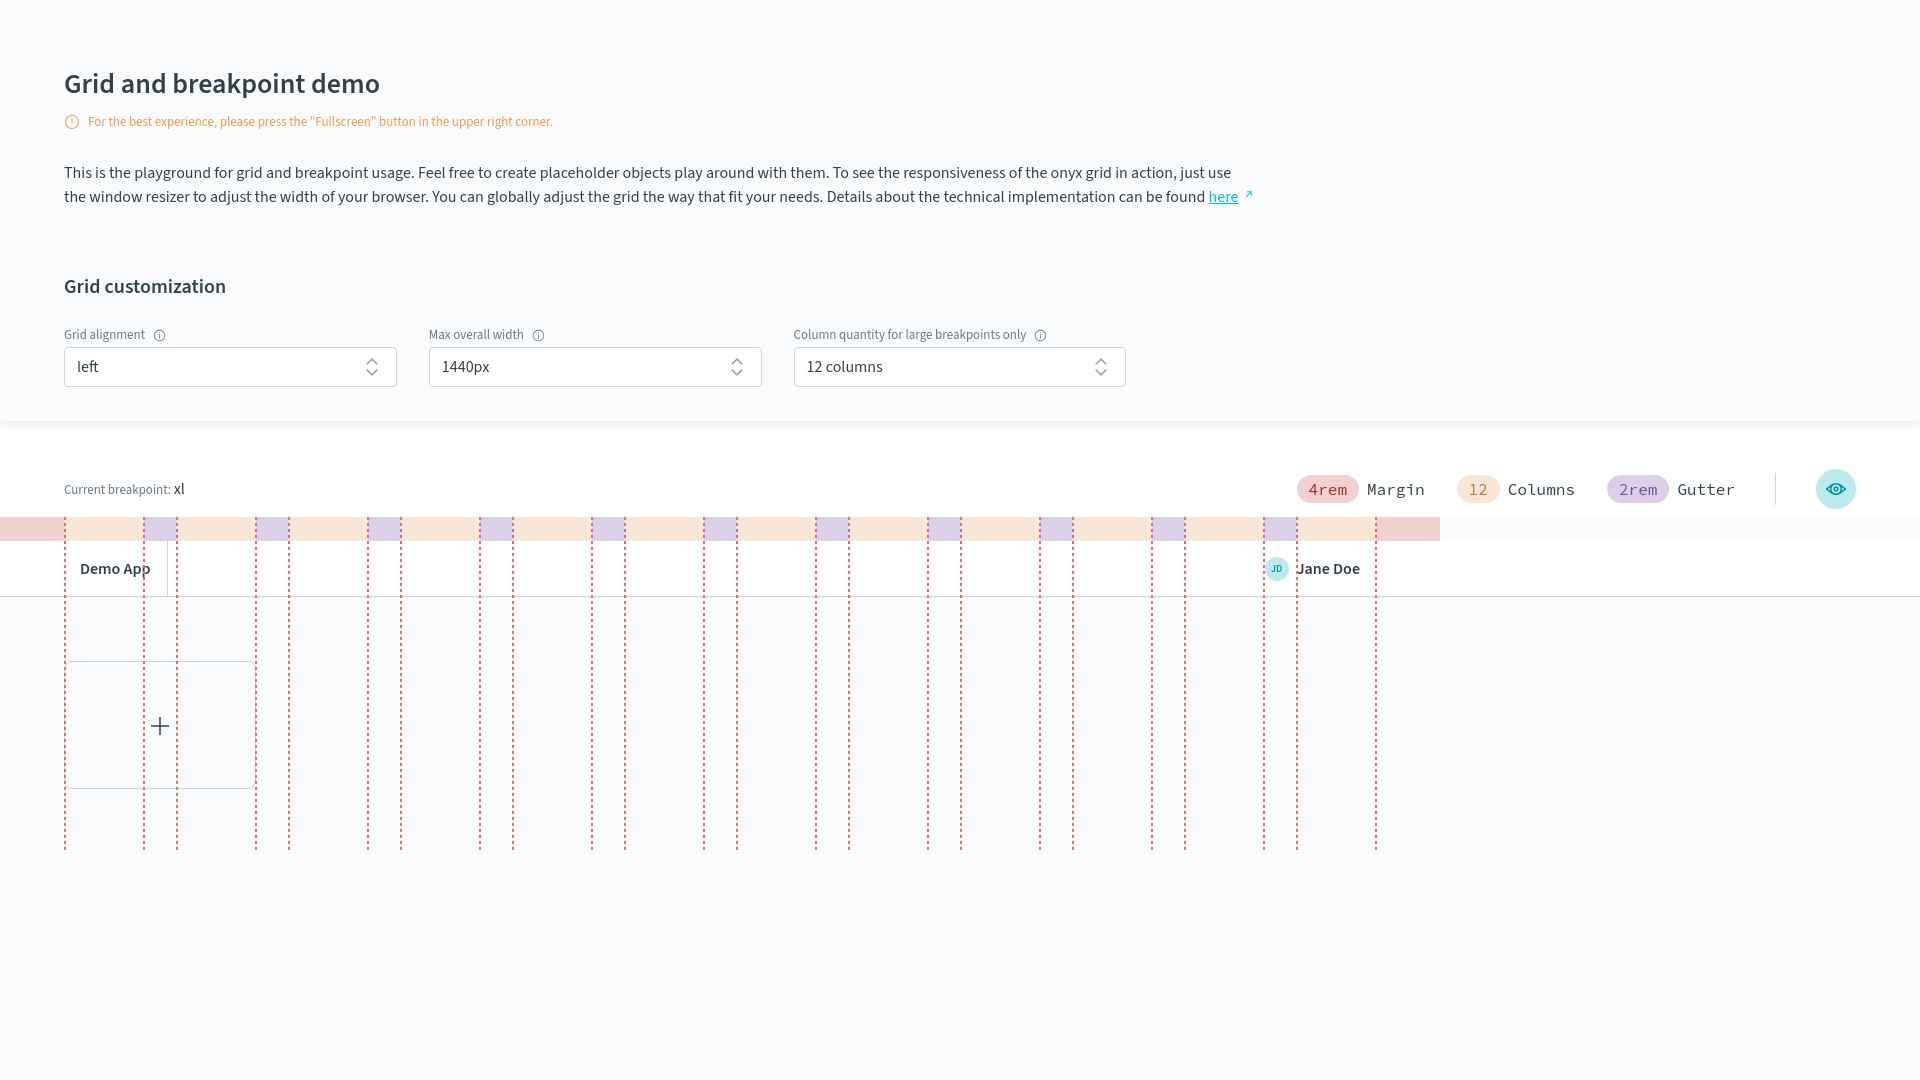 Grid and breakpoint demo
For the best experience, please press the "Fullscreen" button in the upper right corner.
This is the playground for grid and breakpoint usage. Feel free to create placeholder objects play around with them. To see the responsiveness of the onyx grid in action, just use
the window resizer to adjust the width of your browser. You can globally adjust the grid the way that fit your needs. Details about the technical implementation can be found here
Grid customization
Grid alignment
Max overall width
Column quantity for large breakpoints only
left
1440px
12 columns
Current breakpoint: xl
4rem Margin
12 Columns
2rem Gutter
Demo App
JD Jane Doe